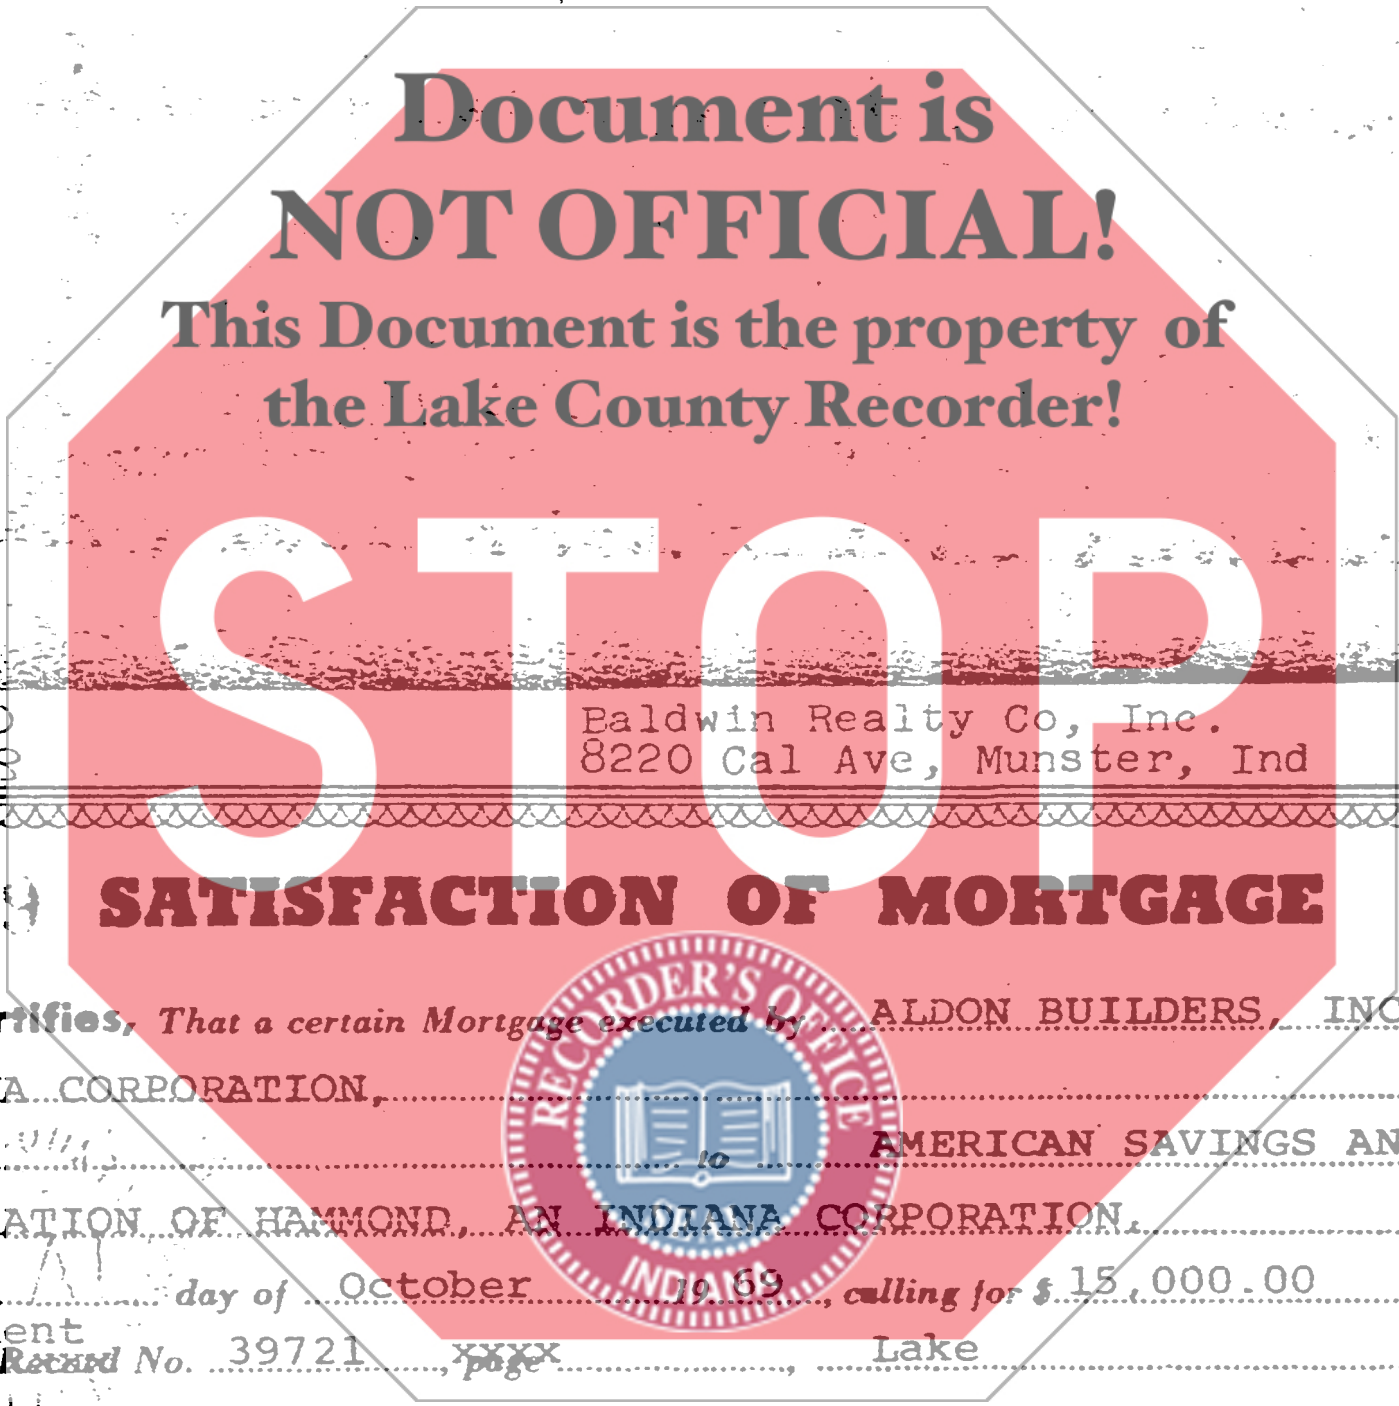 Document is
NOT OFFICIAL!
This Document is the property of
the Lake County Recorder!
STOP
Baldwin Realty Co, Inc.
8220 Cal Ave, Munster, Ind
SATISFACTION OF MORTGAGE
rtifies, That a certain Mortgage executed by ALDON BUILDERS, INC
A CORPORATION,
to AMERICAN SAVINGS AN
ATION OF HAMMOND, AN INDIANA CORPORATION,
day of October 19 69, calling for $ 15,000.00
ent
Record No. 39721, page xxxx, Lake
RECORDER'S OFFICE
SEAL
INDIANA